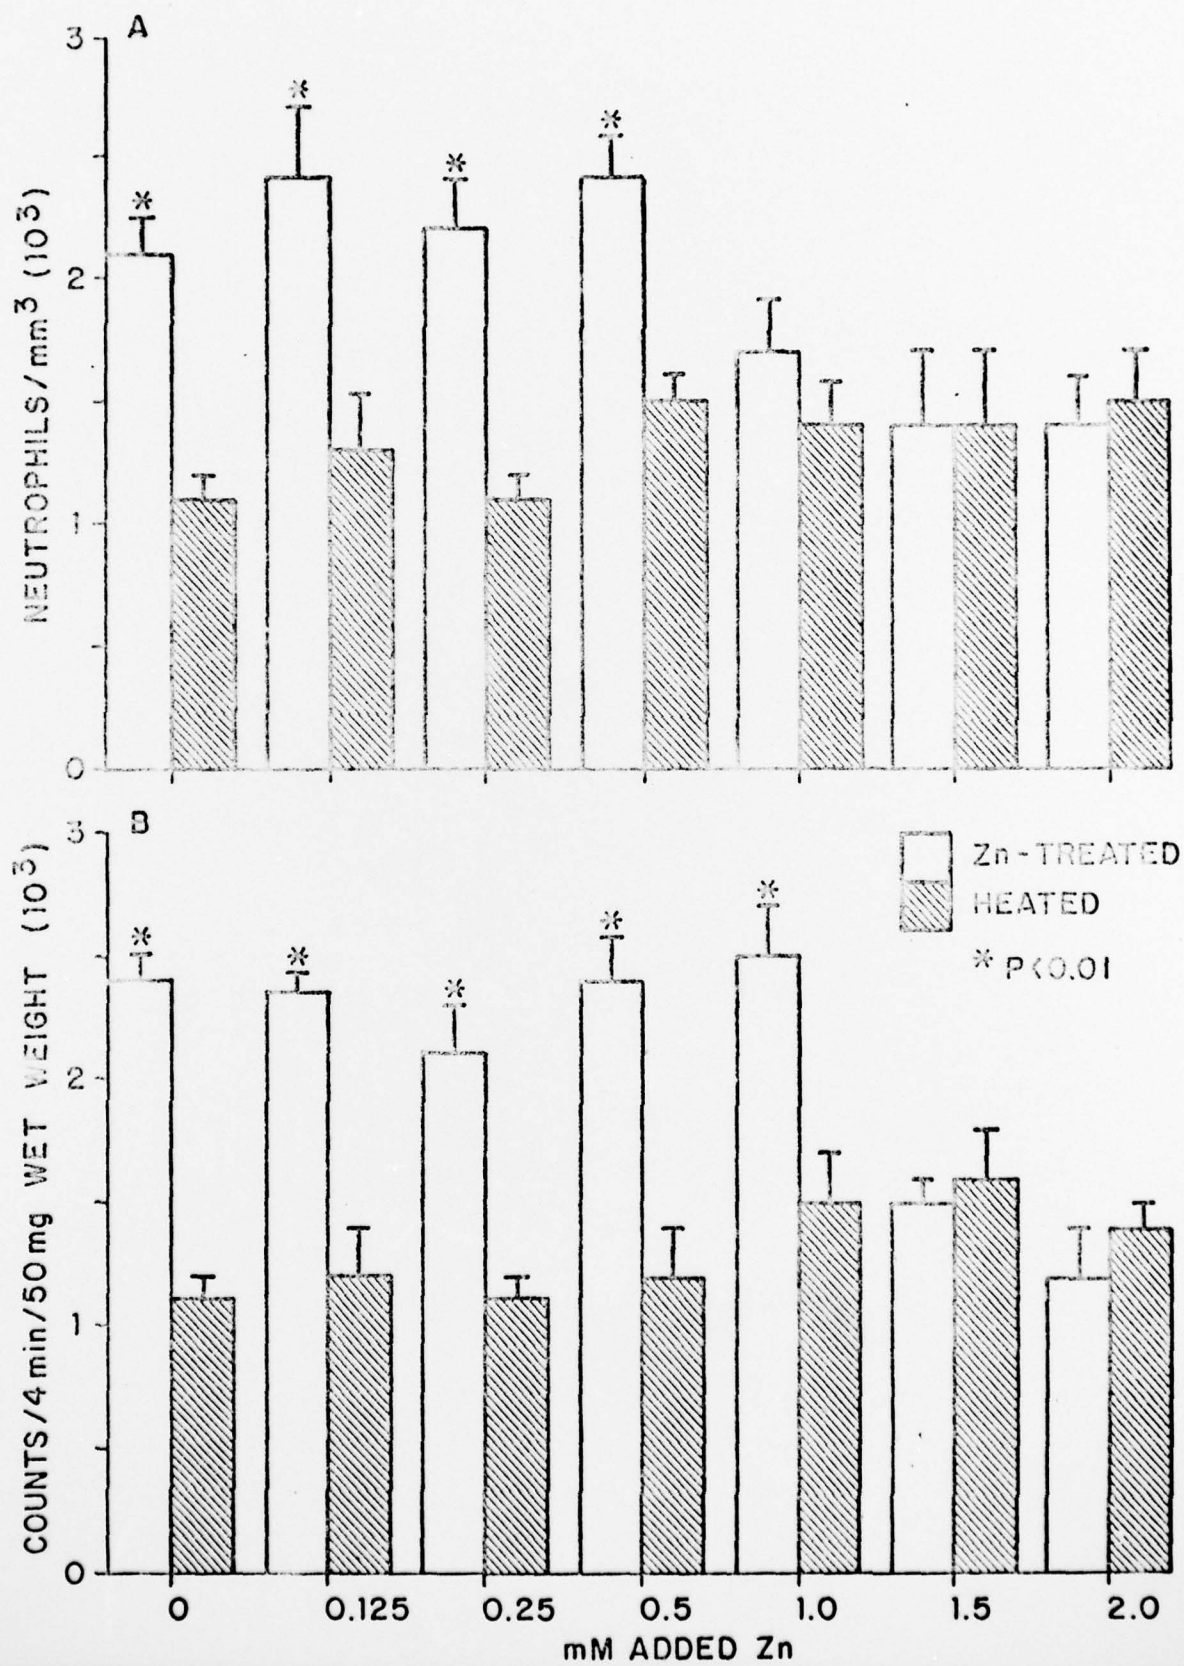 A
3
2
1
0
NEUTROPHILS/mm³ (10³)
*
*
*
*
B
3
2
1
0
COUNTS/4 min/50 mg WET WEIGHT (10³)
*
*
*
*
*
Zn-TREATED
HEATED
* P<0.01
0 0.125 0.25 0.5 1.0 1.5 2.0
mM ADDED Zn